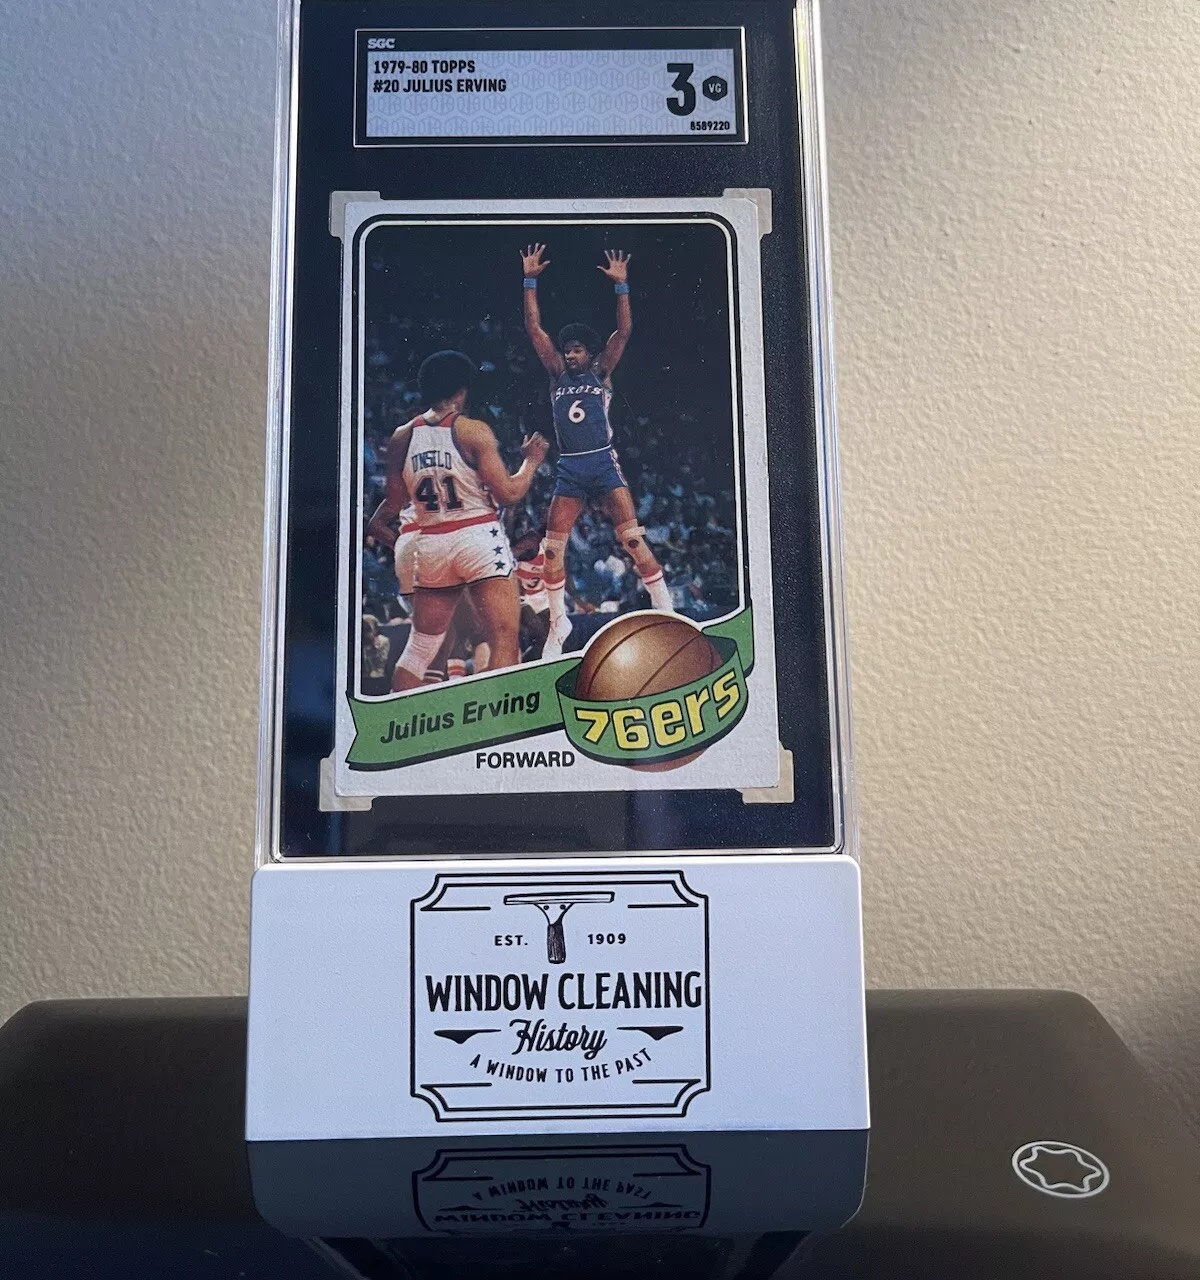 SGC
1979-80 TOPPS
#20 JULIUS ERVING
3 VG
8589220
SIXERS
6
UNSELD
41
Julius Erving
76ers
FORWARD
EST. 1909
WINDOW CLEANING
History
A WINDOW TO THE PAST